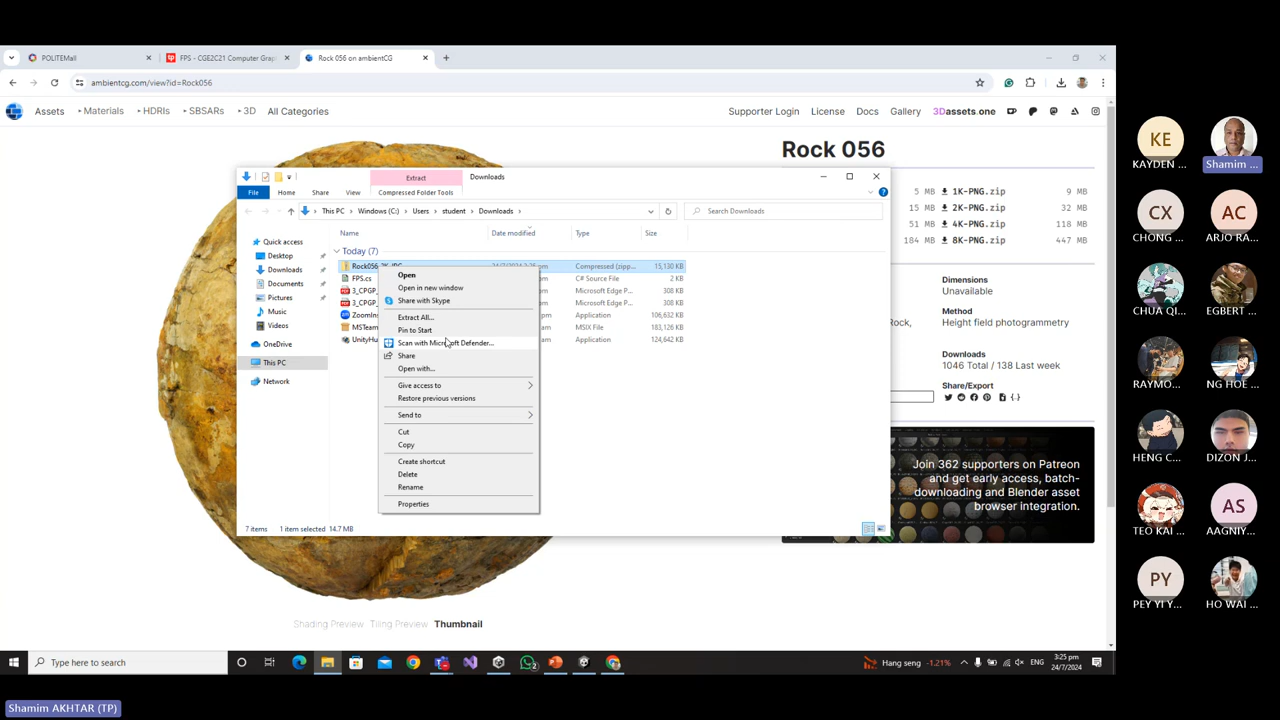 POLITEMall
FPS - CGE2C21 Computer Grap
Rock 056 on ambientCG
ambientcg.com/view?id=Rock056
Assets
Materials
HDRIs
SBSARs
3D
All Categories
Supporter Login
License
Docs
Gallery
3Dassets.one
Rock 056
5 MB 1K-PNG.zip 9 MB
15 MB 2K-PNG.zip 32 MB
51 MB 4K-PNG.zip 118 MB
184 MB 8K-PNG.zip 447 MB
Dimensions
Unavailable
Method
Height field photogrammetry
Rock,
Downloads
1046 Total / 138 Last week
Share/Export
Join 362 supporters on Patreon
and get early access, batch-
downloading and Blender asset
browser integration.
Shading Preview Tiling Preview Thumbnail
Extract
Downloads
File
Home
Share
View
Compressed Folder Tools
This PC
Windows (C:)
Users
student
Downloads
Search Downloads
Name
Date modified
Type
Size
Quick access
Desktop
Downloads
Documents
Pictures
Music
Videos
OneDrive
This PC
Network
Today (7)
Compressed (zipp... 15,130 KB
FPS.cs
C# Source File 2 KB
3_CPGP_
Microsoft Edge P... 308 KB
3_CPGP_
Microsoft Edge P... 308 KB
ZoomIns
Application 106,632 KB
MSTeam
MSIX File 183,126 KB
UnityHu
Application 124,642 KB
Open
Open in new window
Share with Skype
Extract All...
Pin to Start
Scan with Microsoft Defender...
Share
Open with...
Give access to
Restore previous versions
Send to
Cut
Copy
Create shortcut
Delete
Rename
Properties
7 items 1 item selected 14.7 MB
Type here to search
Hang seng -1.21%
ENG
3:25 pm
24/7/2024
KE
KAYDEN ...
Shamim ...
CX
CHONG ...
AC
ARJO RA...
CHUA QI...
EGBERT ...
RAYMO...
NG HOE ...
HENG C...
DIZON J...
TEO KAI ...
AS
AAGNIY...
PY
PEY YI Y...
HO WAI ...
Shamim AKHTAR (TP)